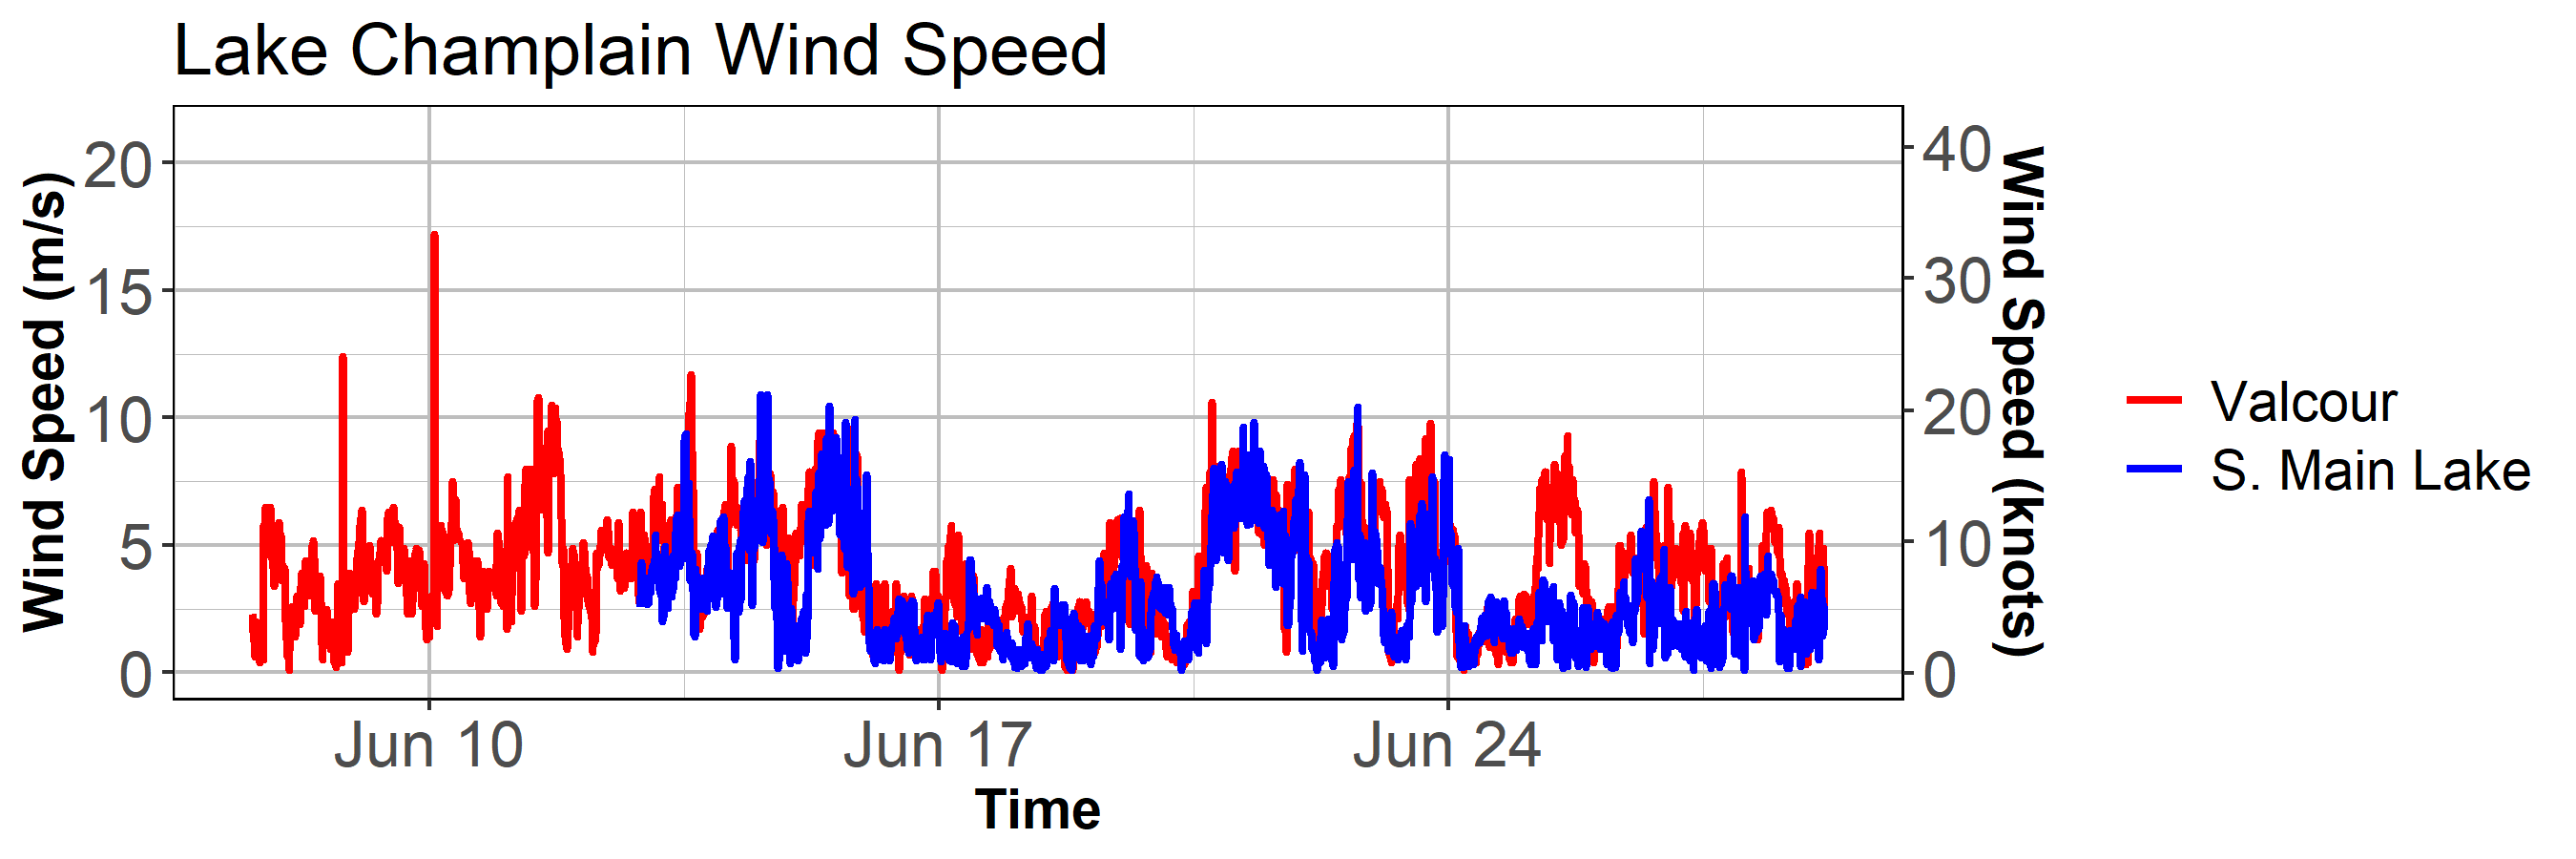 Lake Champlain Wind Speed
Wind Speed (m/s)
20
15
10
5
0
40
30
20
10
0
Wind Speed (knots)
Jun 10
Jun 17
Jun 24
Time
Valcour
S. Main Lake